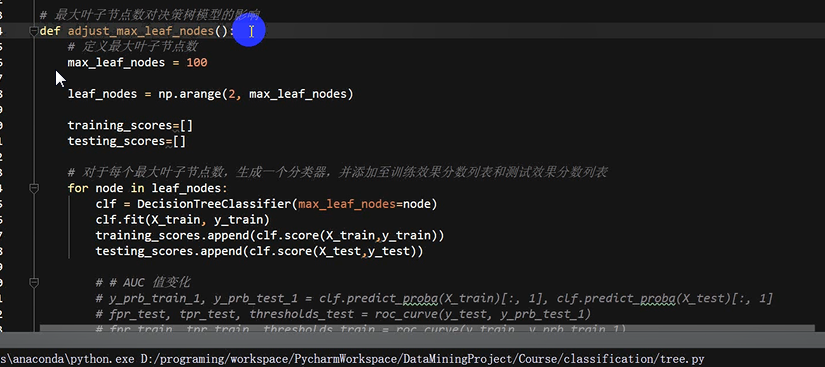 # 最大叶子节点数对决策树模型的影响
def adjust_max_leaf_nodes():
# 定义最大叶子节点数
max_leaf_nodes = 100
leaf_nodes = np.arange(2, max_leaf_nodes)
training_scores=[]
testing_scores=[]
# 对于每个最大叶子节点数，生成一个分类器，并添加至训练效果分数列表和测试效果分数列表
for node in leaf_nodes:
clf = DecisionTreeClassifier(max_leaf_nodes=node)
clf.fit(X_train, y_train)
training_scores.append(clf.score(X_train,y_train))
testing_scores.append(clf.score(X_test,y_test))
# # AUC 值变化
# y_prb_train_1, y_prb_test_1 = clf.predict_proba(X_train)[:, 1], clf.predict_proba(X_test)[:, 1]
# fpr_test, tpr_test, thresholds_test = roc_curve(y_test, y_prb_test_1)
# fpr_train, tpr_train, thresholds_train = roc_curve(y_train, y_prb_train_1)
s\anaconda\python.exe D:/programing/workspace/PycharmWorkspace/DataMiningProject/Course/classification/tree.py